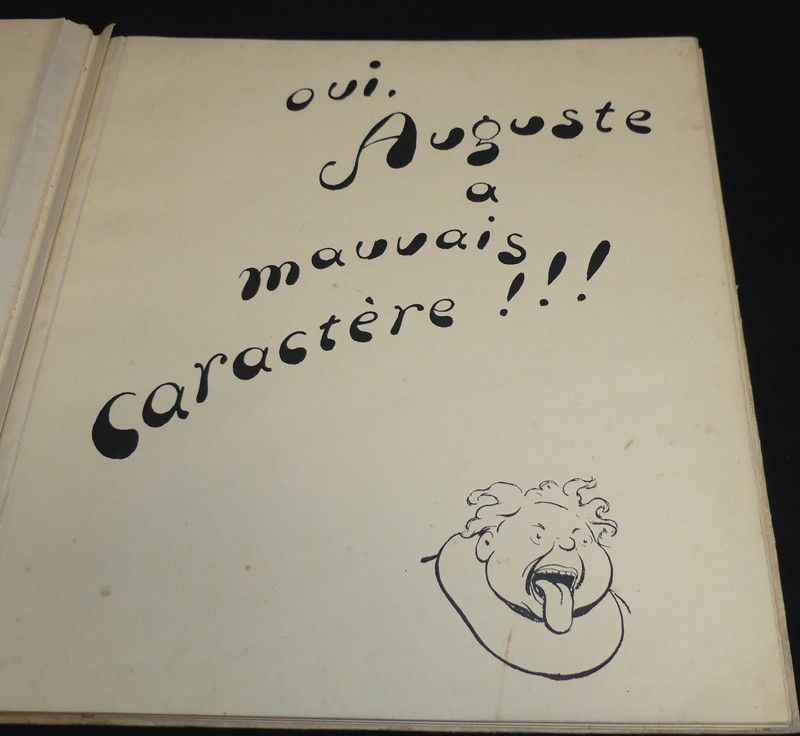 oui.
Auguste
a
mauvais
caractère !!!